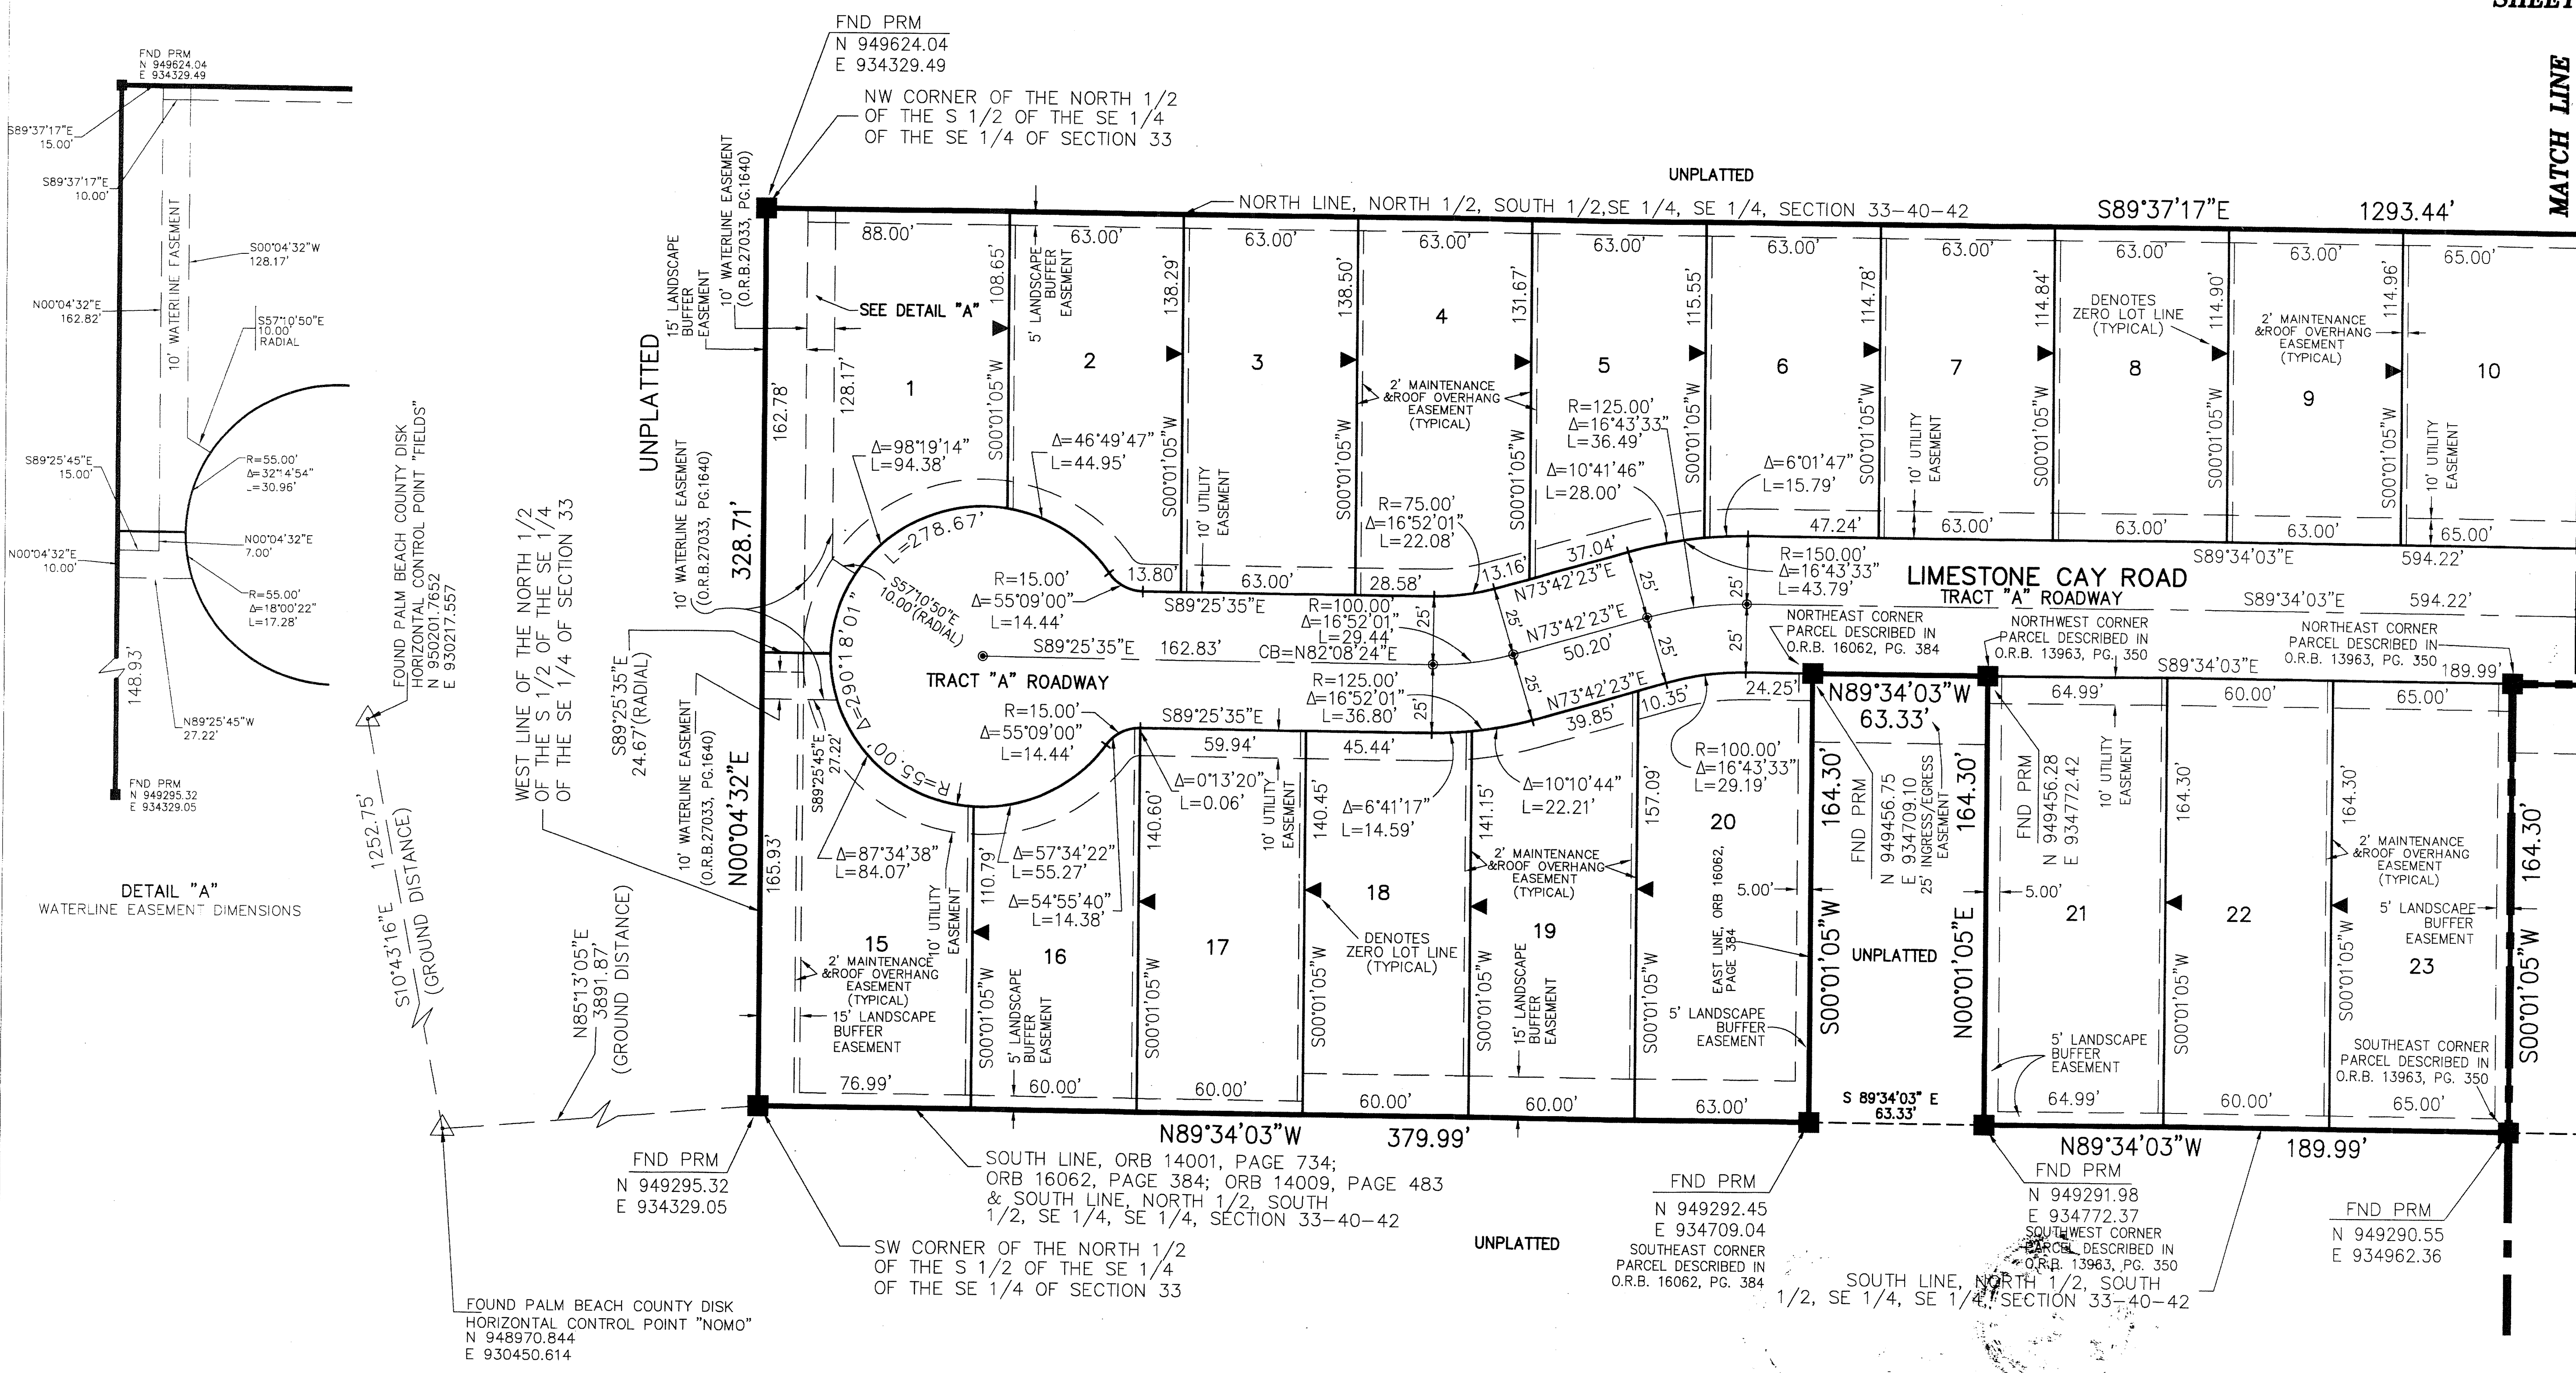 SHEET
MATCH LINE
FND PRM
N 949624.04
E 934329.49
S89°37'17"E
15.00'
S89°37'17"E
10.00'
10' WATERLINE EASEMENT
S00°04'32"W
128.17'
N00°04'32"E
162.82'
S57°10'50"E
10.00'
RADIAL
S89°25'45"E
15.00'
R=55.00'
Δ=32°14'54"
L=30.96'
N00°04'32"E
10.00'
N00°04'32"E
7.00'
R=55.00'
Δ=18°00'22"
L=17.28'
148.93'
N89°25'45"W
27.22'
FND PRM
N 949295.32
E 934329.05
DETAIL "A"
WATERLINE EASEMENT DIMENSIONS
FOUND PALM BEACH COUNTY DISK
HORIZONTAL CONTROL POINT "FIELDS"
N 950201.7652
E 930217.557
S10°43'16"E 1252.75'
(GROUND DISTANCE)
N85°13'05"E
3891.87'
(GROUND DISTANCE)
FOUND PALM BEACH COUNTY DISK
HORIZONTAL CONTROL POINT "NOMO"
N 948970.844
E 930450.614
FND PRM
N 949624.04
E 934329.49
NW CORNER OF THE NORTH 1/2
OF THE S 1/2 OF THE SE 1/4
OF THE SE 1/4 OF SECTION 33
UNPLATTED
NORTH LINE, NORTH 1/2, SOUTH 1/2,SE 1/4, SE 1/4, SECTION 33-40-42
S89°37'17"E 1293.44'
UNPLATTED
15' LANDSCAPE
BUFFER
EASEMENT
10' WATERLINE EASEMENT
(O.R.B.27033, PG.1640)
WEST LINE OF THE NORTH 1/2
OF THE S 1/2 OF THE SE 1/4
OF THE SE 1/4 OF SECTION 33
N00°04'32"E 328.71'
162.78'
165.93'
10' WATERLINE EASEMENT
(O.R.B.27033, PG.1640)
S89°25'35"E
24.67'(RADIAL)
10' WATERLINE EASEMENT
(O.R.B.27033, PG.1640)
S89°25'45"E
27.22'
88.00'
63.00'
63.00'
63.00'
63.00'
63.00'
63.00'
63.00'
63.00'
65.00'
SEE DETAIL "A"
128.17'
1
Δ=98°19'14"
L=94.38'
S00°01'05"W 108.65'
5' LANDSCAPE
BUFFER
EASEMENT
2
Δ=46°49'47"
L=44.95'
S00°01'05"W 138.29'
3
10' UTILITY
EASEMENT
S00°01'05"W 138.50'
4
2' MAINTENANCE
&ROOF OVERHANG
EASEMENT
(TYPICAL)
R=75.00'
Δ=16°52'01"
L=22.08'
S00°01'05"W 131.67'
5
R=125.00'
Δ=16°43'33"
L=36.49'
Δ=10°41'46"
L=28.00'
S00°01'05"W 115.55'
6
Δ=6°01'47"
L=15.79'
S00°01'05"W 114.78'
7
10' UTILITY
EASEMENT
S00°01'05"W 114.84'
8
DENOTES
ZERO LOT LINE
(TYPICAL)
S00°01'05"W 114.90'
9
2' MAINTENANCE
&ROOF OVERHANG
EASEMENT
(TYPICAL)
S00°01'05"W 114.96'
10
10' UTILITY
EASEMENT
47.24'
63.00'
63.00'
63.00'
65.00'
S89°34'03"E 594.22'
L=278.67'
Δ=290°18'01"
R=55.00'
S57°10'50"E
10.00'(RADIAL)
R=15.00'
Δ=55°09'00"
L=14.44'
13.80'
63.00'
28.58'
13.16'
37.04'
S89°25'35"E
N73°42'23"E
R=100.00'
Δ=16°52'01"
L=29.44'
CB=N82°08'24"E
S89°25'35"E 162.83'
N73°42'23"E
50.20'
25'
25'
25'
25'
25'
25'
25'
25'
R=150.00'
Δ=16°43'33"
L=43.79'
LIMESTONE CAY ROAD
TRACT "A" ROADWAY
S89°34'03"E 594.22'
TRACT "A" ROADWAY
R=125.00'
Δ=16°52'01"
L=36.80'
N73°42'23"E
39.85'
10.35'
24.25'
R=15.00'
Δ=55°09'00"
L=14.44'
S89°25'35"E
59.94'
45.44'
Δ=0°13'20"
L=0.06'
10' UTILITY
EASEMENT
Δ=6°41'17"
L=14.59'
Δ=10°10'44"
L=22.21'
R=100.00'
Δ=16°43'33"
L=29.19'
Δ=87°34'38"
L=84.07'
Δ=57°34'22"
L=55.27'
Δ=54°55'40"
L=14.38'
15
2' MAINTENANCE
&ROOF OVERHANG
EASEMENT
(TYPICAL)
15' LANDSCAPE
BUFFER
EASEMENT
10' UTILITY
EASEMENT
S00°01'05"W 110.79'
16
5' LANDSCAPE
BUFFER
EASEMENT
S00°01'05"W 140.60'
17
S00°01'05"W 140.45'
18
DENOTES
ZERO LOT LINE
(TYPICAL)
S00°01'05"W 141.15'
2' MAINTENANCE
&ROOF OVERHANG
EASEMENT
(TYPICAL)
19
15' LANDSCAPE
BUFFER
EASEMENT
S00°01'05"W 157.09'
20
EAST LINE, ORB 16062,
PAGE 384
5.00'
5' LANDSCAPE
BUFFER
EASEMENT
76.99'
60.00'
60.00'
60.00'
60.00'
63.00'
N89°34'03"W 379.99'
NORTHEAST CORNER
PARCEL DESCRIBED IN
O.R.B. 16062, PG. 384
NORTHWEST CORNER
PARCEL DESCRIBED IN
O.R.B. 13963, PG. 350
NORTHEAST CORNER
PARCEL DESCRIBED IN
O.R.B. 13963, PG. 350
N89°34'03"W
63.33'
S00°01'05"W 164.30'
FND PRM
N 949456.75
E 934709.10
25' INGRESS/EGRESS
EASEMENT
UNPLATTED
N00°01'05"E 164.30'
S 89°34'03" E
63.33'
FND PRM
N 949456.28
E 934772.42
S89°34'03"E 189.99'
64.99'
60.00'
65.00'
10' UTILITY
EASEMENT
5.00'
21
5' LANDSCAPE
BUFFER
EASEMENT
S00°01'05"W 164.30'
22
S00°01'05"W 164.30'
2' MAINTENANCE
&ROOF OVERHANG
EASEMENT
(TYPICAL)
5' LANDSCAPE
BUFFER
EASEMENT
23
SOUTHEAST CORNER
PARCEL DESCRIBED IN
O.R.B. 13963, PG. 350
S00°01'05"W 164.30'
64.99'
60.00'
65.00'
N89°34'03"W 189.99'
FND PRM
N 949295.32
E 934329.05
SOUTH LINE, ORB 14001, PAGE 734;
ORB 16062, PAGE 384; ORB 14009, PAGE 483
& SOUTH LINE, NORTH 1/2, SOUTH
1/2, SE 1/4, SE 1/4, SECTION 33-40-42
SW CORNER OF THE NORTH 1/2
OF THE S 1/2 OF THE SE 1/4
OF THE SE 1/4 OF SECTION 33
UNPLATTED
FND PRM
N 949292.45
E 934709.04
SOUTHEAST CORNER
PARCEL DESCRIBED IN
O.R.B. 16062, PG. 384
FND PRM
N 949291.98
E 934772.37
SOUTHWEST CORNER
PARCEL DESCRIBED IN
O.R.B. 13963, PG. 350
SOUTH LINE, NORTH 1/2, SOUTH
1/2, SE 1/4, SE 1/4, SECTION 33-40-42
FND PRM
N 949290.55
E 934962.36